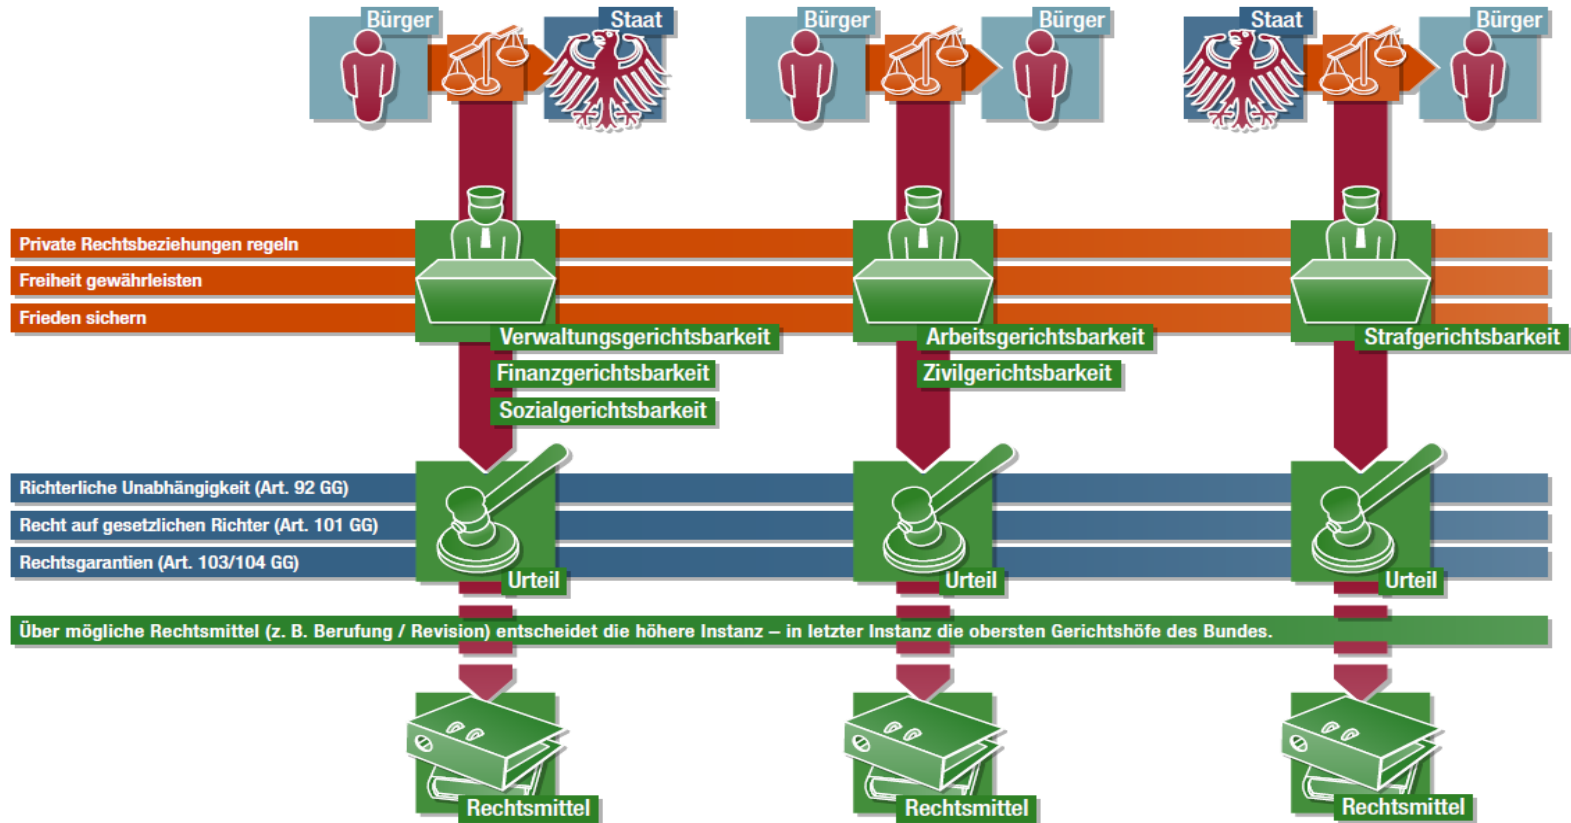 Bürger
Staat
Bürger
Bürger
Staat
Bürger
Private Rechtsbeziehungen regeln
Freiheit gewährleisten
Frieden sichern
Verwaltungsgerichtsbarkeit
Finanzgerichtsbarkeit
Sozialgerichtsbarkeit
Arbeitsgerichtsbarkeit
Zivilgerichtsbarkeit
Strafgerichtsbarkeit
Richterliche Unabhängigkeit (Art. 92 GG)
Recht auf gesetzlichen Richter (Art. 101 GG)
Rechtsgarantien (Art. 103/104 GG)
Urteil
Urteil
Urteil
Über mögliche Rechtsmittel (z. B. Berufung / Revision) entscheidet die höhere Instanz – in letzter Instanz die obersten Gerichtshöfe des Bundes.
Rechtsmittel
Rechtsmittel
Rechtsmittel